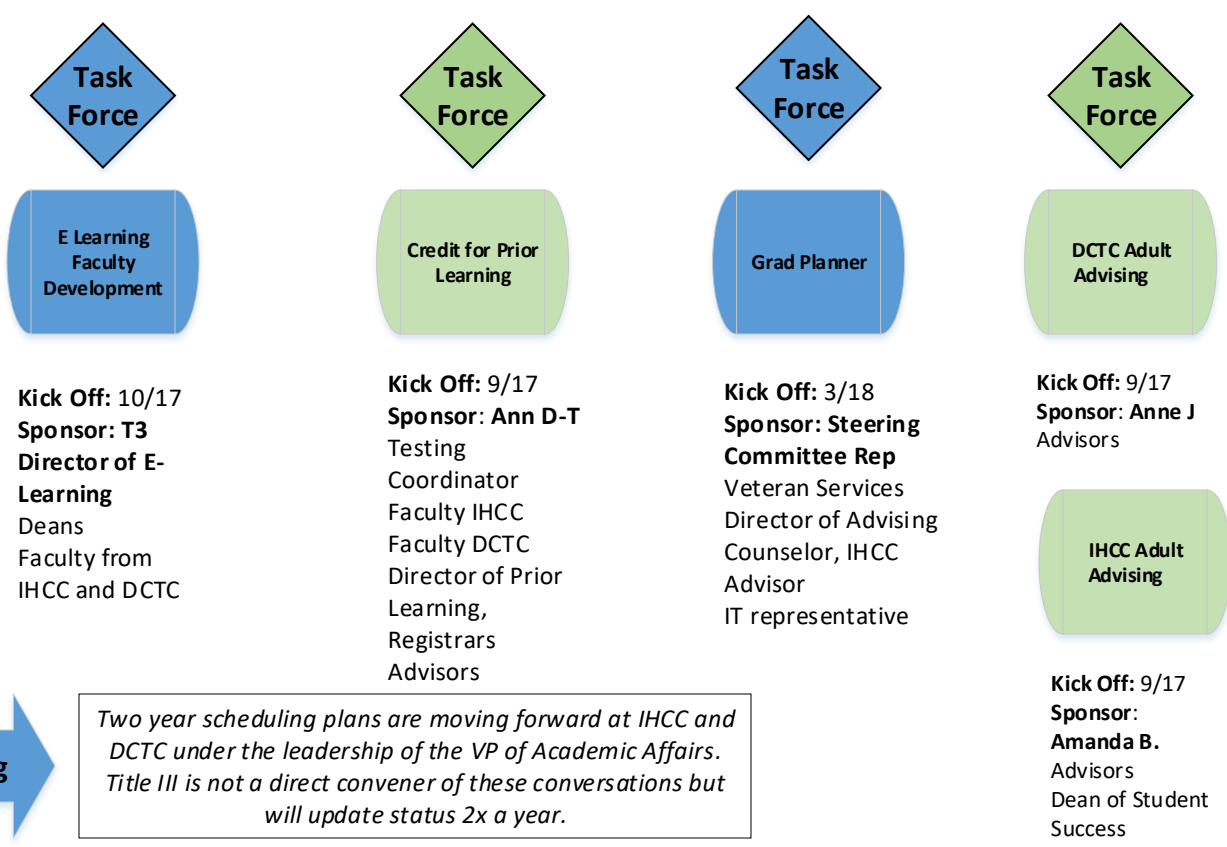 Task
Force
E Learning
Faculty
Development
Kick Off: 10/17
Sponsor: T3
Director of E-
Learning
Deans
Faculty from
IHCC and DCTC
Task
Force
Credit for Prior
Learning
Kick Off: 9/17
Sponsor: Ann D-T
Testing
Coordinator
Faculty IHCC
Faculty DCTC
Director of Prior
Learning,
Registrars
Advisors
Task
Force
Grad Planner
Kick Off: 3/18
Sponsor: Steering
Committee Rep
Veteran Services
Director of Advising
Counselor, IHCC
Advisor
IT representative
Task
Force
DCTC Adult
Advising
Kick Off: 9/17
Sponsor: Anne J
Advisors
IHCC Adult
Advising
Kick Off: 9/17
Sponsor:
Amanda B.
Advisors
Dean of Student
Success
g
Two year scheduling plans are moving forward at IHCC and
DCTC under the leadership of the VP of Academic Affairs.
Title III is not a direct convener of these conversations but
will update status 2x a year.